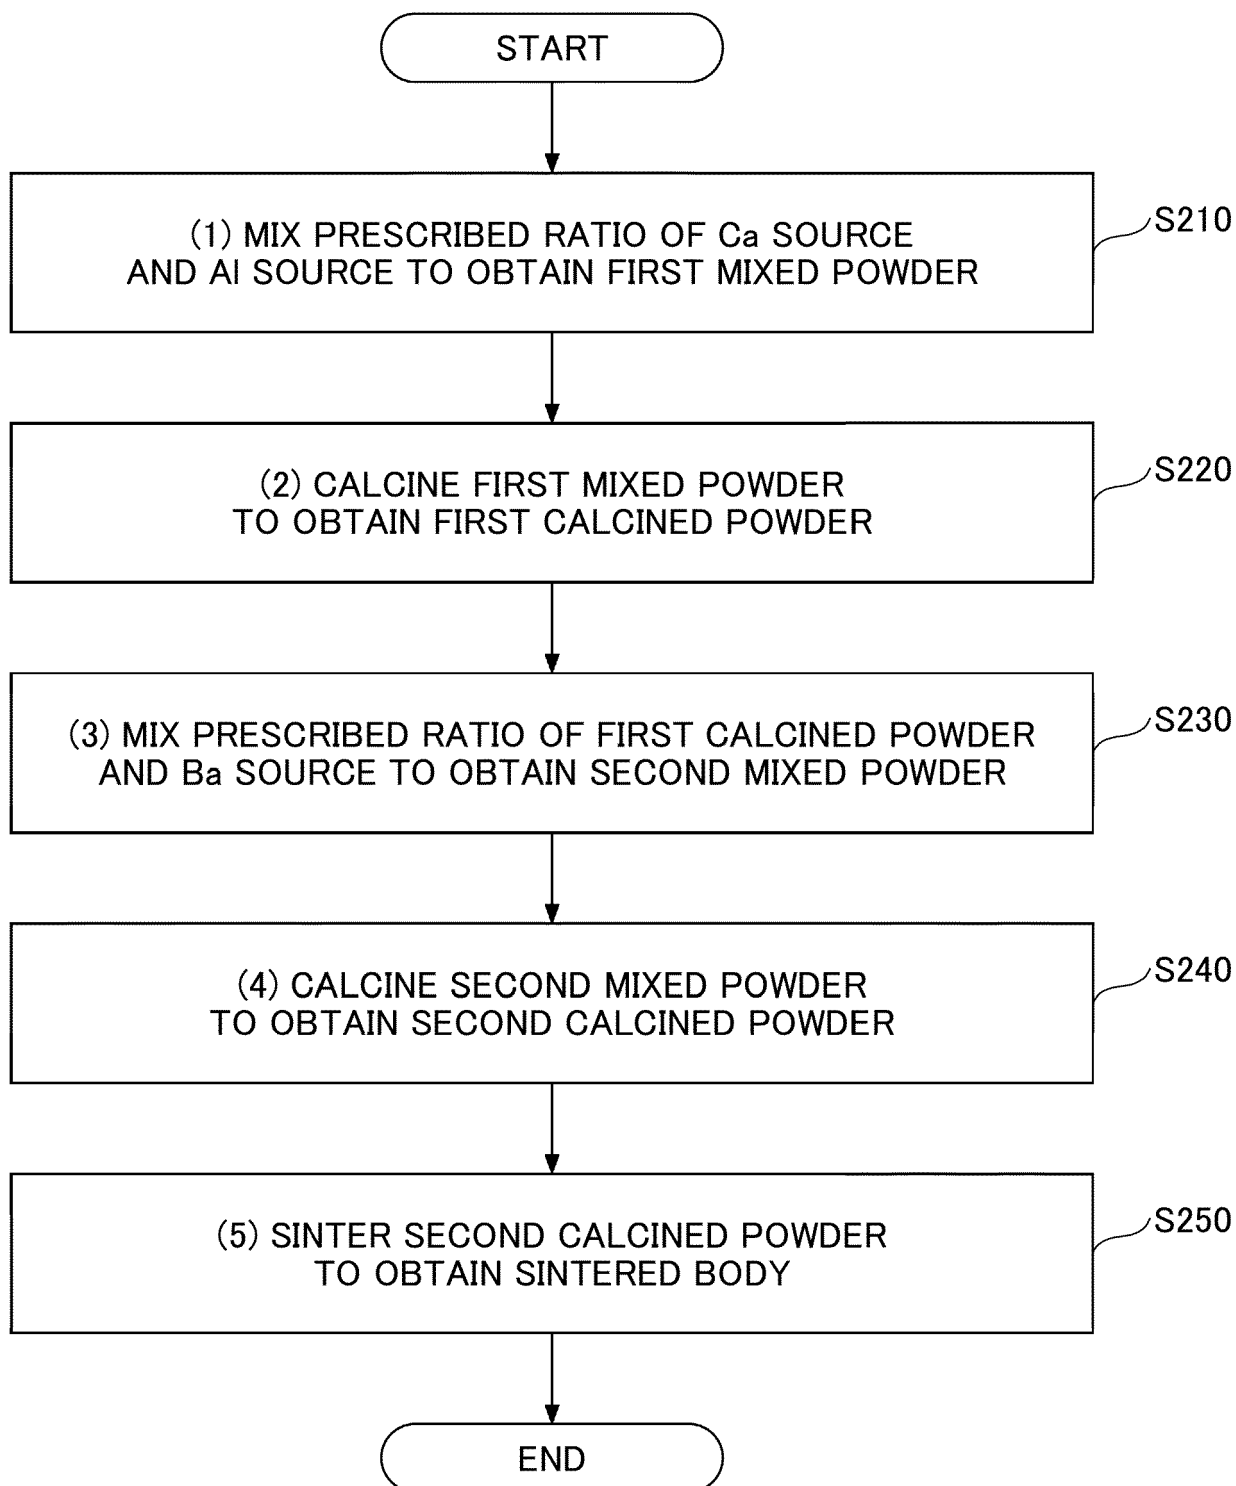 START
(1) MIX PRESCRIBED RATIO OF Ca SOURCE
AND Al SOURCE TO OBTAIN FIRST MIXED POWDER
S210
(2) CALCINE FIRST MIXED POWDER
TO OBTAIN FIRST CALCINED POWDER
S220
(3) MIX PRESCRIBED RATIO OF FIRST CALCINED POWDER
AND Ba SOURCE TO OBTAIN SECOND MIXED POWDER
S230
(4) CALCINE SECOND MIXED POWDER
TO OBTAIN SECOND CALCINED POWDER
S240
(5) SINTER SECOND CALCINED POWDER
TO OBTAIN SINTERED BODY
S250
END